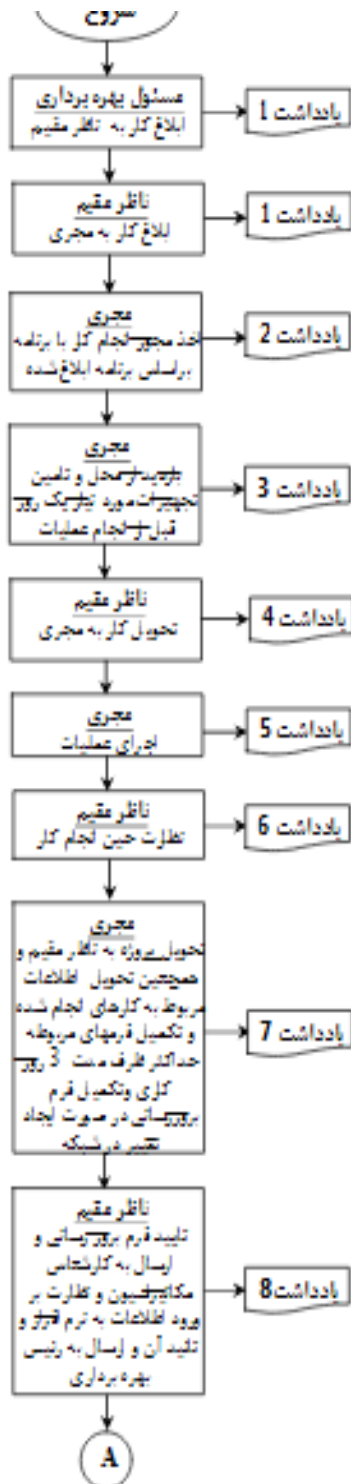 شروع
مسئول بهره برداری
ابلاغ کار به ناظر مقیم
یادداشت 1
ناظر مقیم
ابلاغ کار به مجری
یادداشت 1
مجری
اخذ مجوز انجام کار با برنامه
براساس برنامه ابلاغ شده
یادداشت 2
مجری
بازدید از محل و تامین
تجهیزات مورد نیاز یک روز
قبل از انجام عملیات
یادداشت 3
ناظر مقیم
تحویل کار به مجری
یادداشت 4
مجری
اجرای عملیات
یادداشت 5
ناظر مقیم
نظارت حین انجام کار
یادداشت 6
مجری
تحویل پروژه به ناظر مقیم و
همچنین تحویل اطلاعات
مربوط به کارهای انجام شده
و تکمیل فرمهای مربوطه
حداکثر ظرف مدت 3 روز
کاری وتکمیل فرم
بروزرسانی در صورت ایجاد
تغییر در شبکه
یادداشت 7
ناظر مقیم
تایید فرم بروزرسانی و
ارسال به کارشناس
مکانیزاسیون و نظارت بر
ورود اطلاعات به نرم افزار و
تائید آن و ارسال به رئیس
بهره برداری
یادداشت 8
A